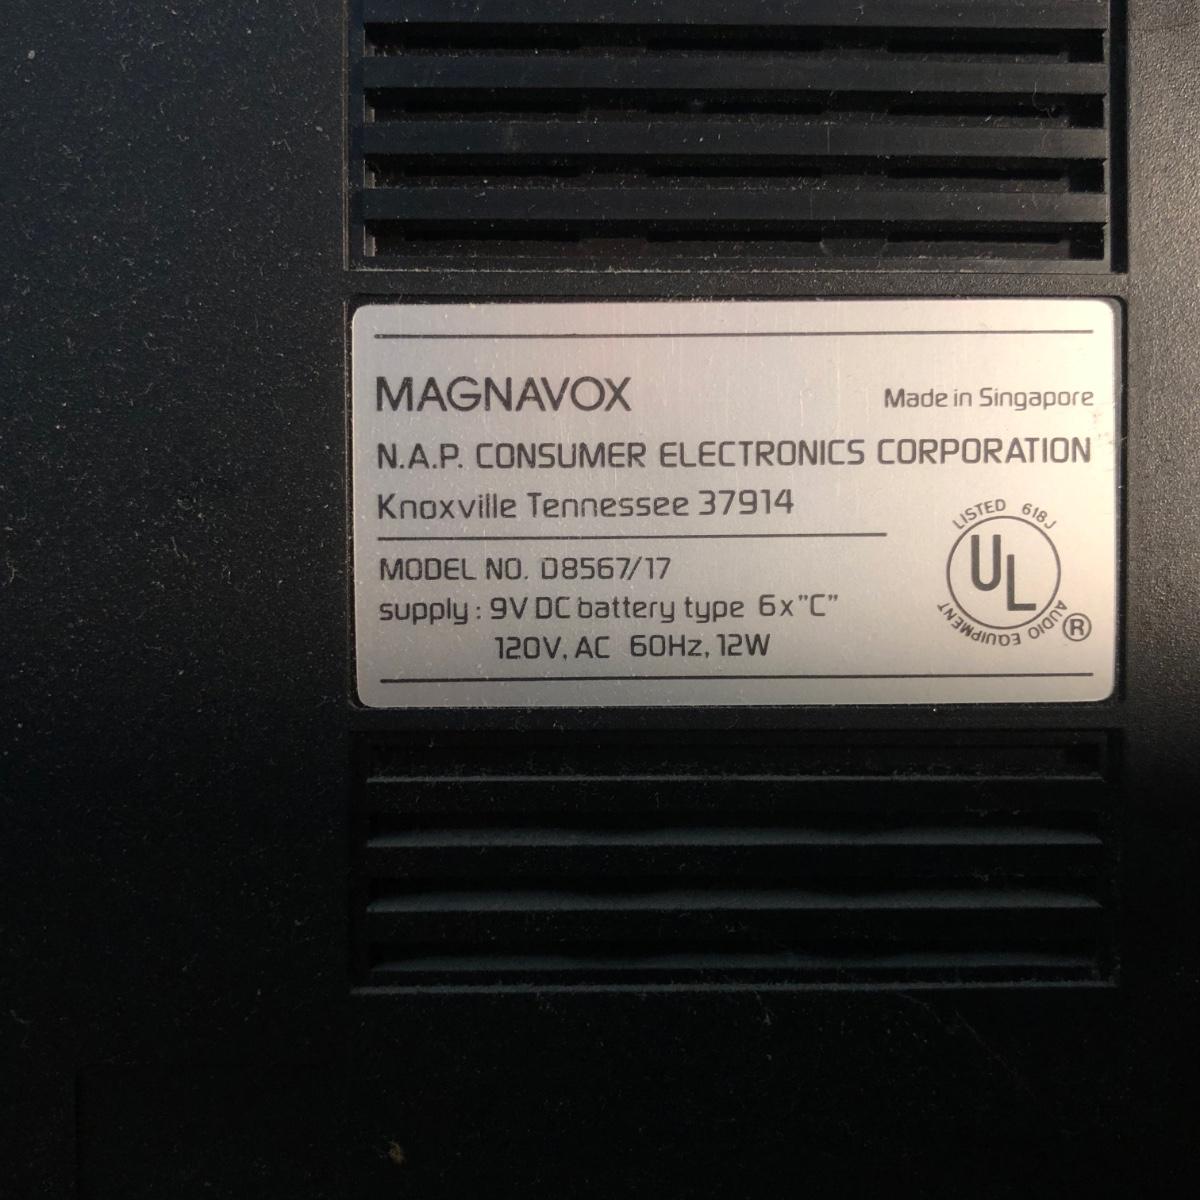 MAGNAVOX
Made in Singapore
N.A.P. CONSUMER ELECTRONICS CORPORATION
Knoxville Tennessee 37914
LISTED 618J
UL
AUDIO EQUIPMENT
®
MODEL NO. D8567/17
supply: 9V DC battery type 6x"C"
120V, AC 60Hz, 12W